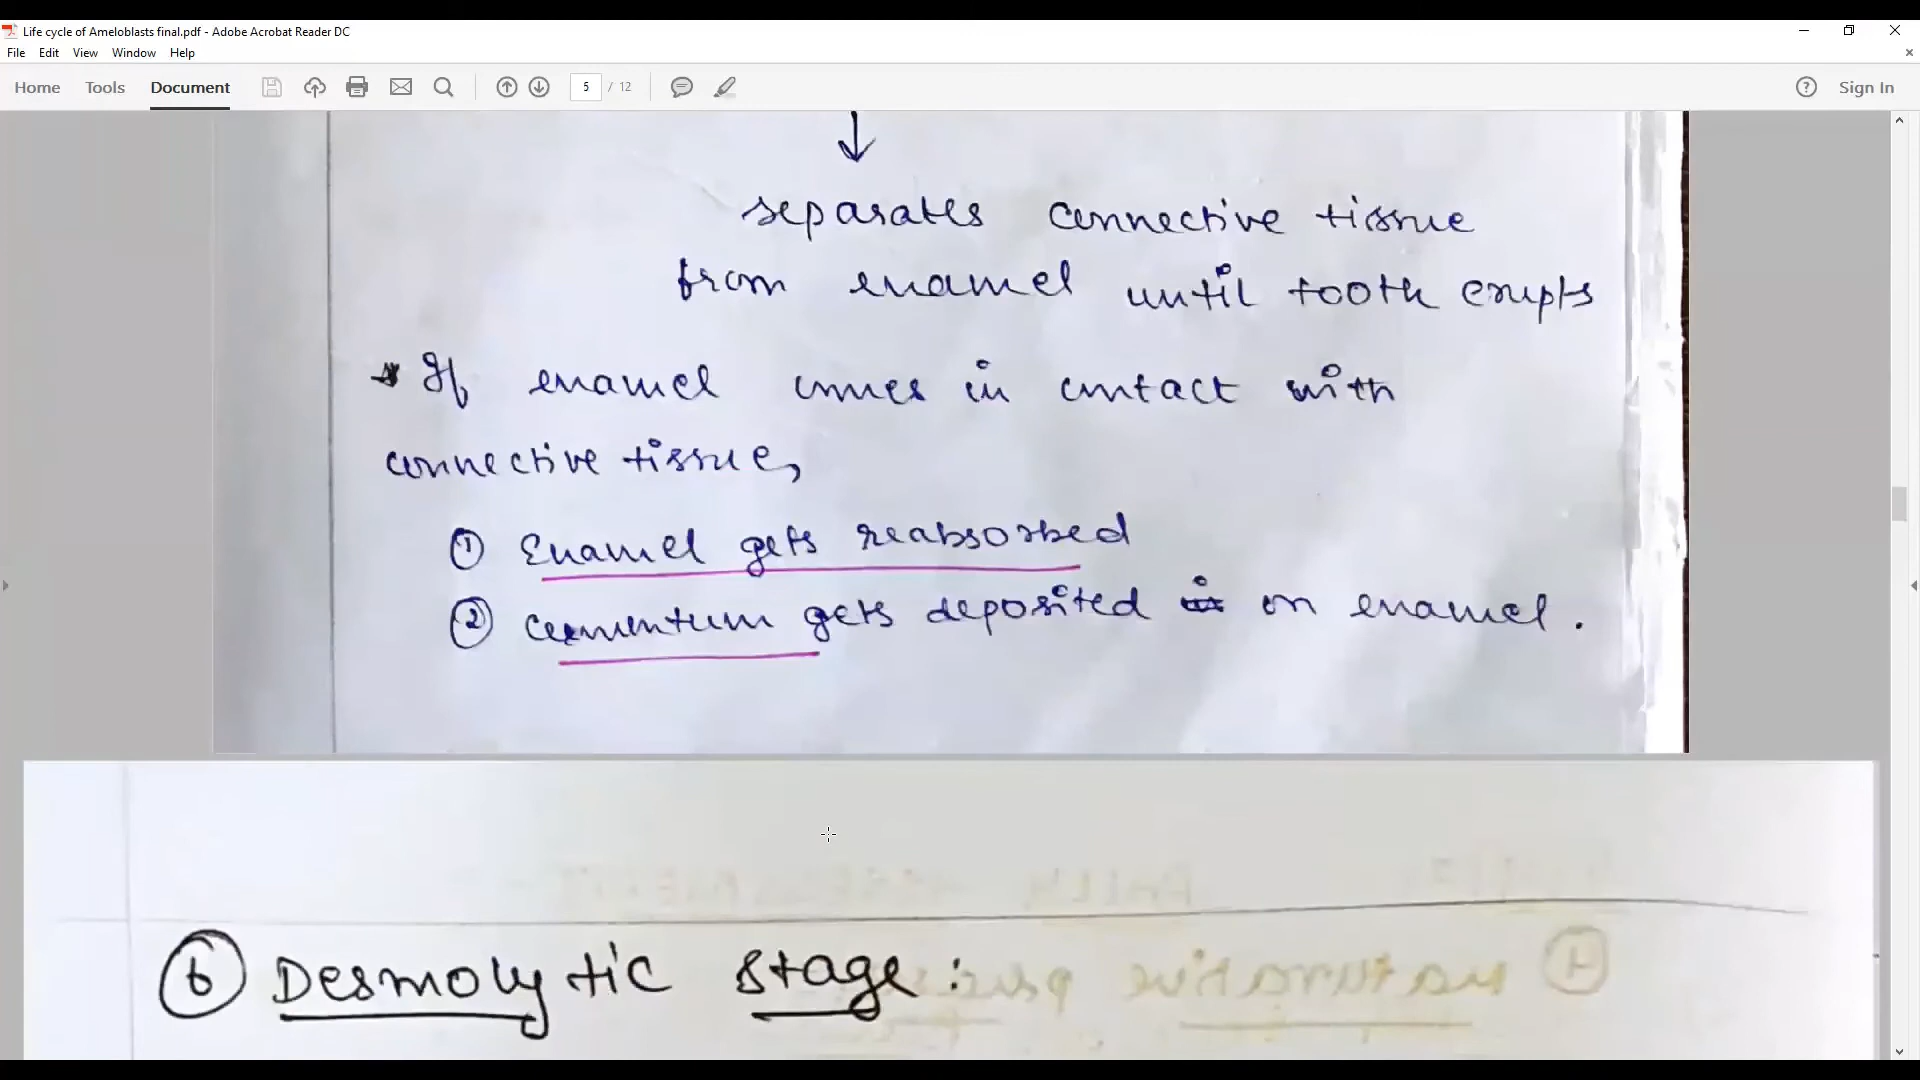 Life cycle of Ameloblasts final.pdf - Adobe Acrobat Reader DC
File Edit View Window Help
Home Tools Document 5 / 12 Sign In
separates connective tissue
from enamel until tooth erupts
* If enamel comes in contact with
connective tissue,
① Enamel gets reabsorbed
② Cementum gets deposited on enamel.
⑥ Desmolytic stage :